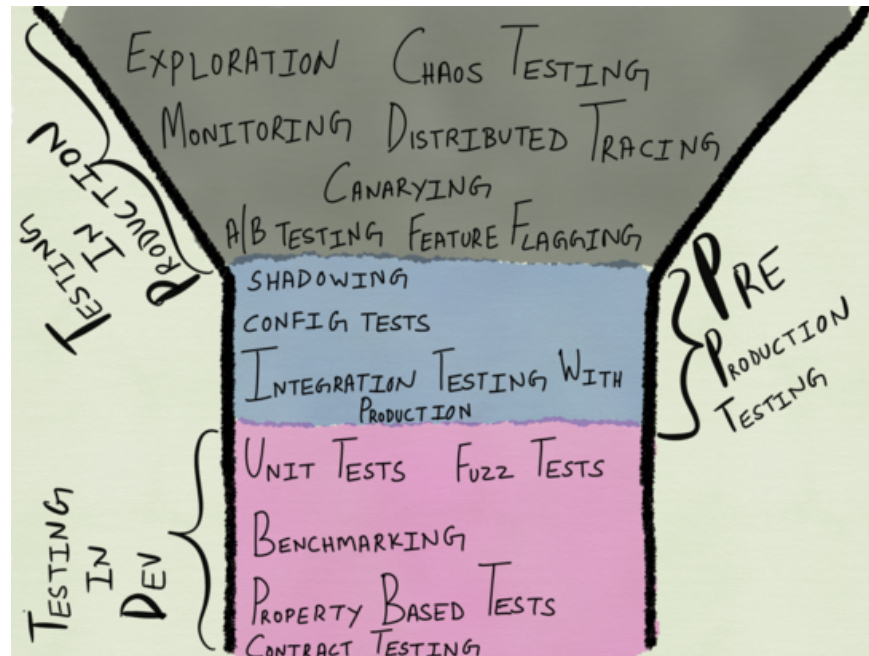 EXPLORATION CHAOS TESTING
MONITORING DISTRIBUTED TRACING
CANARYING
A/B TESTING FEATURE FLAGGING
TESTING
IN
PRODUCTION
SHADOWING
CONFIG TESTS
INTEGRATION TESTING WITH
PRODUCTION
PRE
PRODUCTION
TESTING
UNIT TESTS FUZZ TESTS
BENCHMARKING
PROPERTY BASED TESTS
CONTRACT TESTING
TESTING
IN
DEV